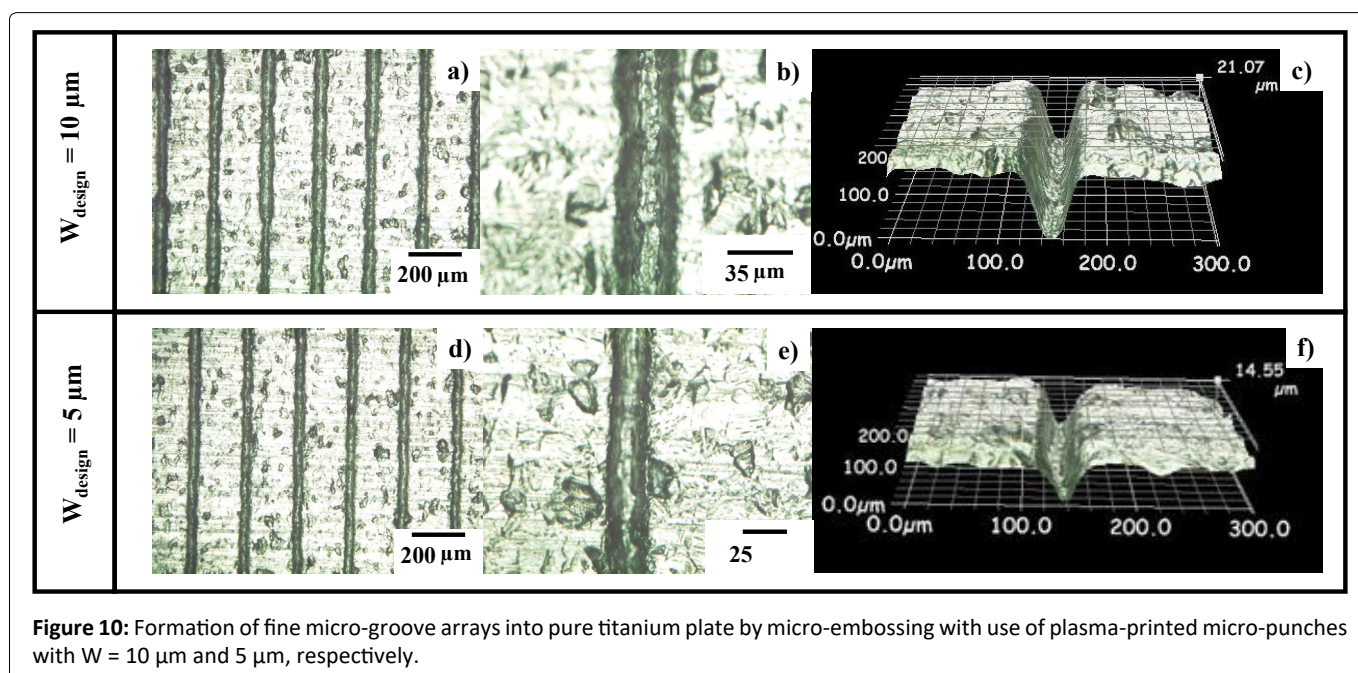 W_design = 10 µm
a)
200 µm
b)
35 µm
c)
21.07
µm
200
100.0
0.0µm
0.0µm
100.0
200.0
300.0
W_design = 5 µm
d)
200 µm
e)
25
f)
14.55
µm
200.0
100.0
0.0µm
0.0µm
100.0
200.0
300.0
Figure 10: Formation of fine micro-groove arrays into pure titanium plate by micro-embossing with use of plasma-printed micro-punches
with W = 10 µm and 5 µm, respectively.